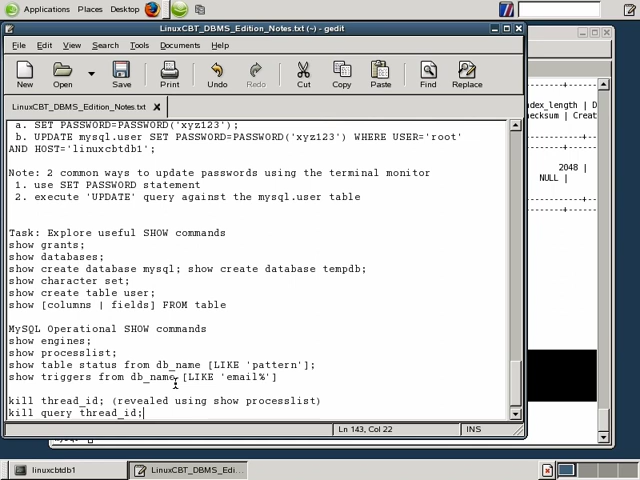 Applications Places Desktop
LinuxCBT_DBMS_Edition_Notes.txt (~) - gedit
File Edit View Search Tools Documents Help
New Open Save Print Undo Redo Cut Copy Paste Find Replace
LinuxCBT_DBMS_Edition_Notes.txt
a. SET PASSWORD=PASSWORD('xyz123');
b. UPDATE mysql.user SET PASSWORD=PASSWORD('xyz123') WHERE USER='root'
AND HOST='linuxcbtdb1';
Note: 2 common ways to update passwords using the terminal monitor
1. use SET PASSWORD statement
2. execute 'UPDATE' query against the mysql.user table
Task: Explore useful SHOW commands
show grants;
show databases;
show create database mysql; show create database tempdb;
show character set;
show create table user;
show [columns | fields] FROM table
MySQL Operational SHOW commands
show engines;
show processlist;
show table status from db_name [LIKE 'pattern'];
show triggers from db_name [LIKE 'email%']
kill thread_id; (revealed using show processlist)
kill query thread_id;
Ln 143, Col 22 INS
ndex_length | D
hecksum | Creat
2048 |
NULL |
linuxcbtdb1
LinuxCBT_DBMS_Edi...